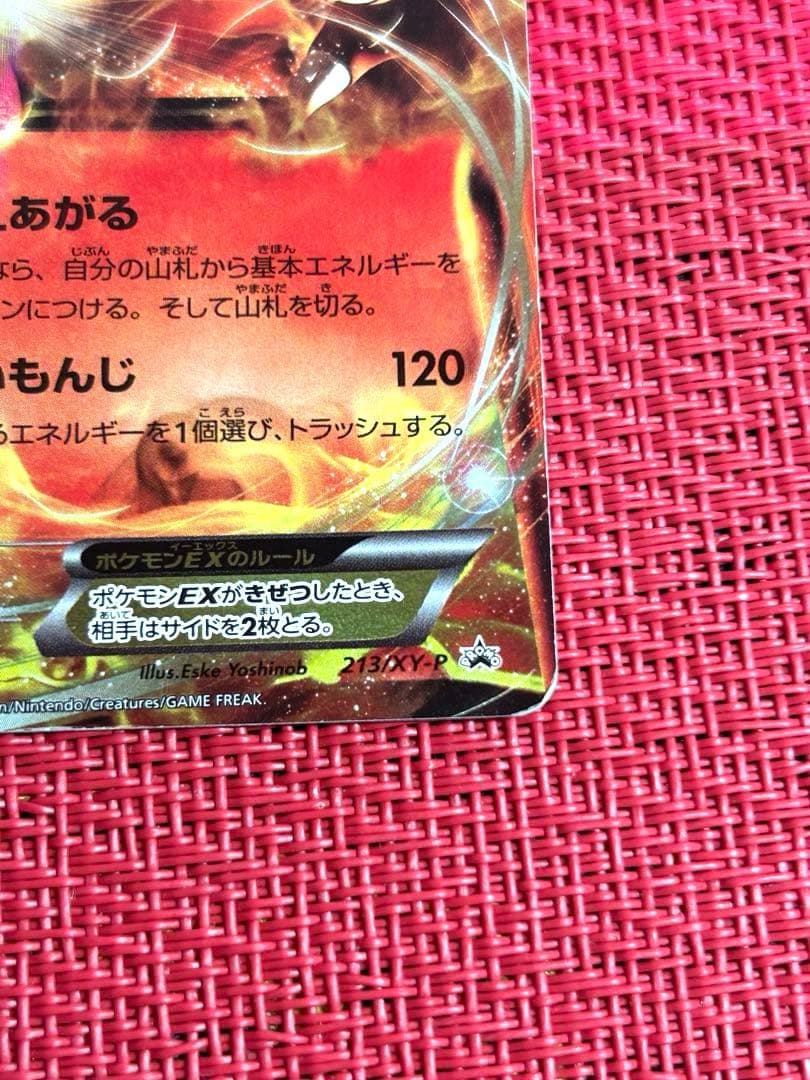 あがる
なら、自分の山札から基本エネルギーを
ンにつける。そして山札を切る。
いもんじ 120
るエネルギーを1個選び、トラッシュする。
ポケモンEXのルール
ポケモンEXがきぜつしたとき、
相手はサイドを2枚とる。
Illus.Eske Yoshinob 213/XY-P
n/Nintendo/Creatures/GAME FREAK.